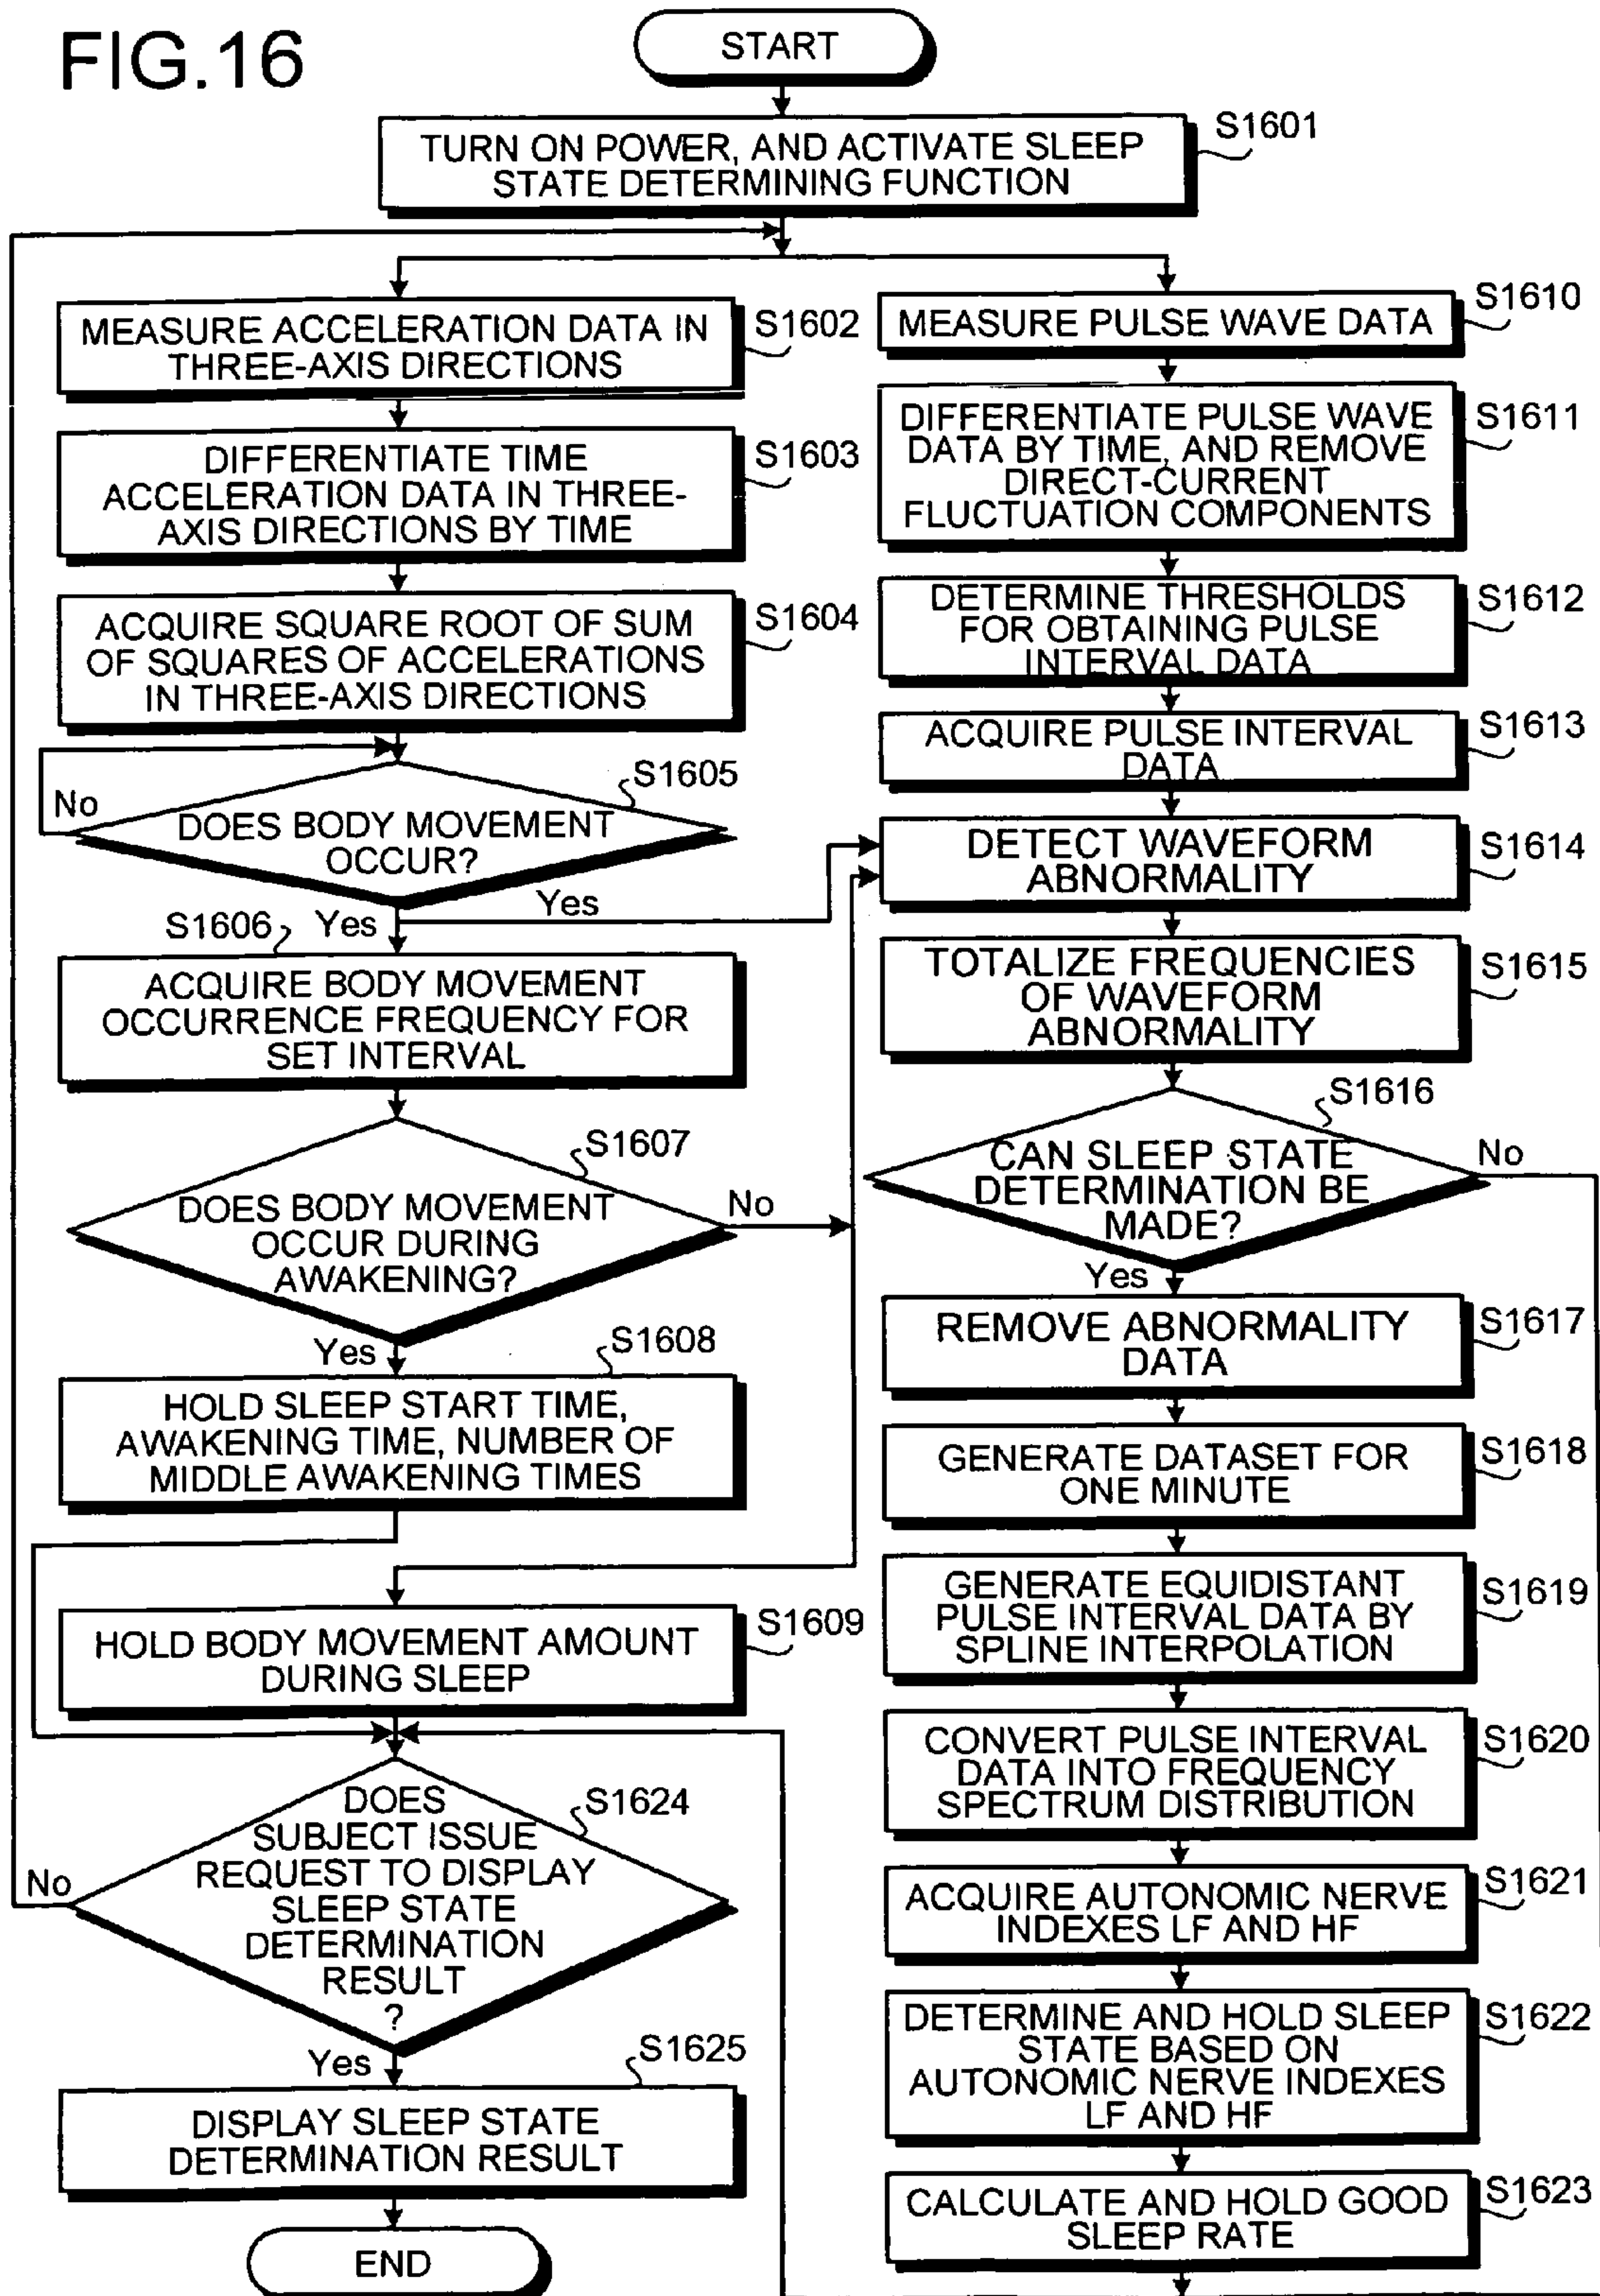 FIG.16
START
TURN ON POWER, AND ACTIVATE SLEEP
STATE DETERMINING FUNCTION
S1601
MEASURE ACCELERATION DATA IN
THREE-AXIS DIRECTIONS
S1602
DIFFERENTIATE TIME
ACCELERATION DATA IN THREE-
AXIS DIRECTIONS BY TIME
S1603
ACQUIRE SQUARE ROOT OF SUM
OF SQUARES OF ACCELERATIONS
IN THREE-AXIS DIRECTIONS
S1604
S1605
No
DOES BODY MOVEMENT
OCCUR?
Yes
Yes
S1606
ACQUIRE BODY MOVEMENT
OCCURRENCE FREQUENCY FOR
SET INTERVAL
S1607
DOES BODY MOVEMENT
OCCUR DURING
AWAKENING?
No
Yes
S1608
HOLD SLEEP START TIME,
AWAKENING TIME, NUMBER OF
MIDDLE AWAKENING TIMES
HOLD BODY MOVEMENT AMOUNT
DURING SLEEP
S1609
DOES
SUBJECT ISSUE
REQUEST TO DISPLAY
SLEEP STATE
DETERMINATION
RESULT
?
S1624
No
Yes
S1625
DISPLAY SLEEP STATE
DETERMINATION RESULT
END
MEASURE PULSE WAVE DATA
S1610
DIFFERENTIATE PULSE WAVE
DATA BY TIME, AND REMOVE
DIRECT-CURRENT
FLUCTUATION COMPONENTS
S1611
DETERMINE THRESHOLDS
FOR OBTAINING PULSE
INTERVAL DATA
S1612
ACQUIRE PULSE INTERVAL
DATA
S1613
DETECT WAVEFORM
ABNORMALITY
S1614
TOTALIZE FREQUENCIES
OF WAVEFORM
ABNORMALITY
S1615
S1616
CAN SLEEP STATE
DETERMINATION BE
MADE?
No
Yes
REMOVE ABNORMALITY
DATA
S1617
GENERATE DATASET FOR
ONE MINUTE
S1618
GENERATE EQUIDISTANT
PULSE INTERVAL DATA BY
SPLINE INTERPOLATION
S1619
CONVERT PULSE INTERVAL
DATA INTO FREQUENCY
SPECTRUM DISTRIBUTION
S1620
ACQUIRE AUTONOMIC NERVE
INDEXES LF AND HF
S1621
DETERMINE AND HOLD SLEEP
STATE BASED ON
AUTONOMIC NERVE INDEXES
LF AND HF
S1622
CALCULATE AND HOLD GOOD
SLEEP RATE
S1623